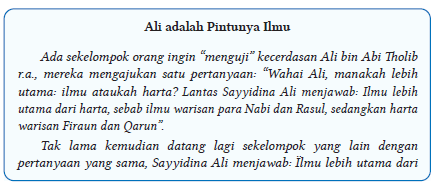 Ali adalah Pintunya Ilmu
Ada sekelompok orang ingin “menguji” kecerdasan Ali bin Abi Tholib
r.a., mereka mengajukan satu pertanyaan: “Wahai Ali, manakah lebih
utama: ilmu ataukah harta? Lantas Sayyidina Ali menjawab: Ilmu lebih
utama dari harta, sebab ilmu warisan para Nabi dan Rasul, sedangkan harta
warisan Firaun dan Qarun”.
Tak lama kemudian datang lagi sekelompok yang lain dengan
pertanyaan yang sama, Sayyidina Ali menjawab: Ïlmu lebih utama dari